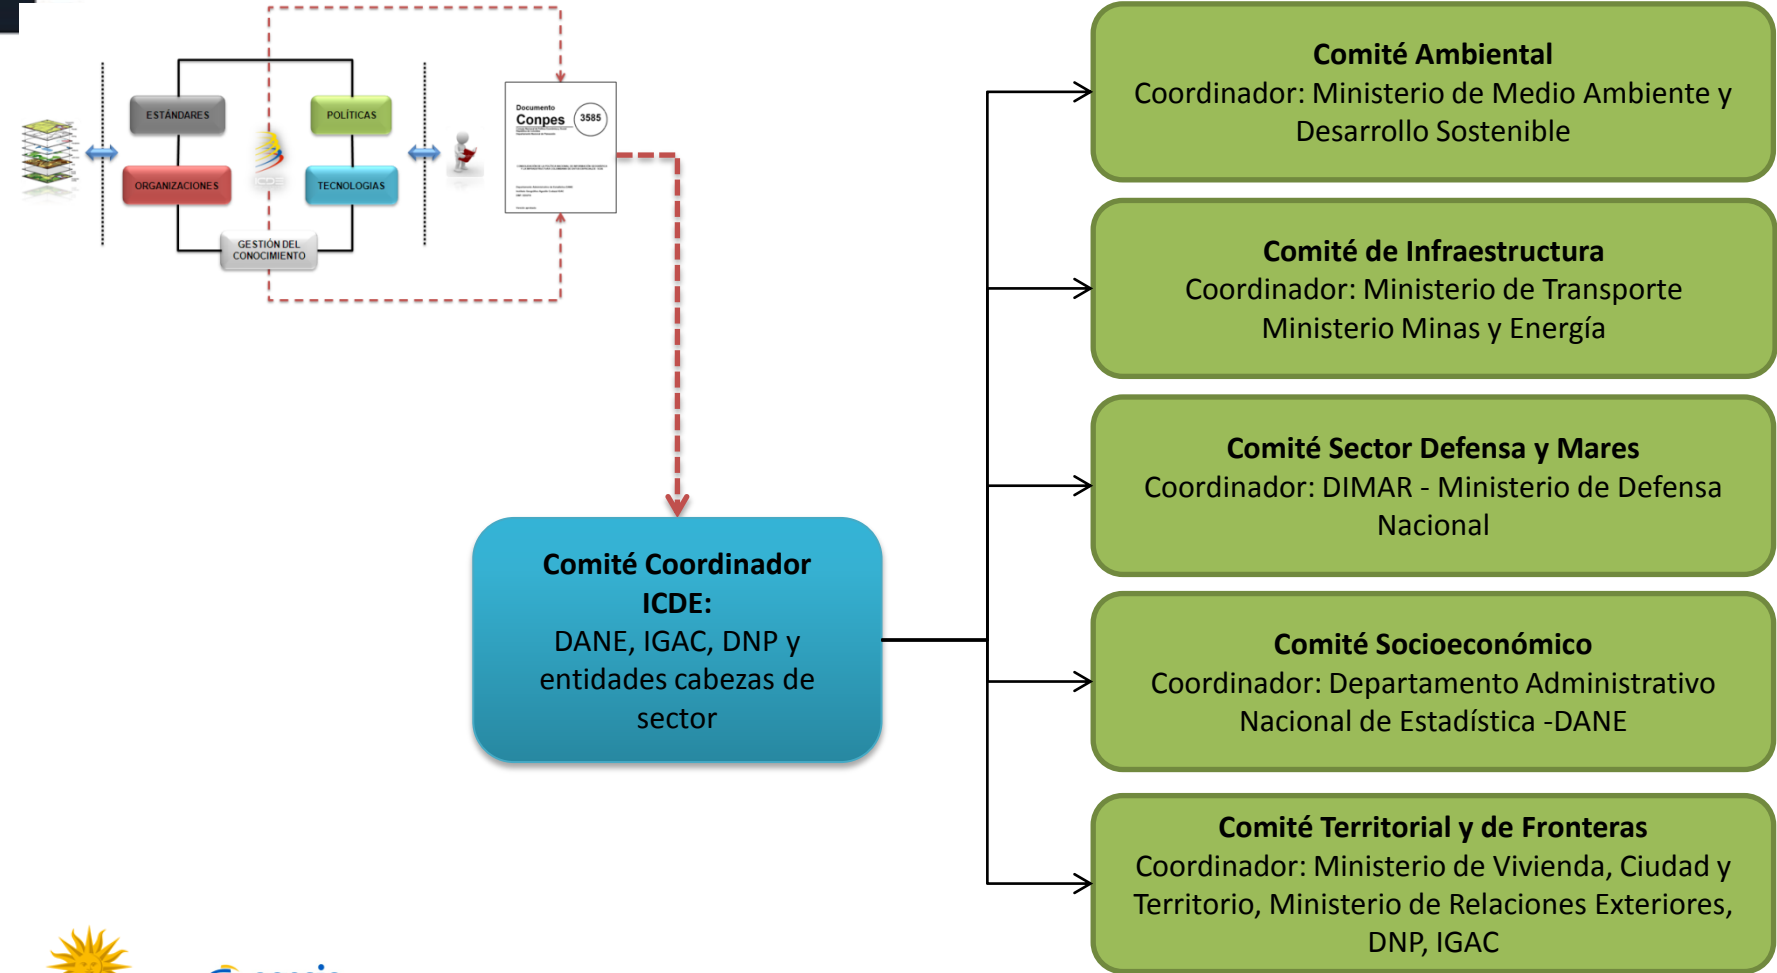 ESTÁNDARES
POLÍTICAS
ORGANIZACIONES
TECNOLOGIAS
GESTIÓN DEL
CONOCIMIENTO
Documento
Conpes
3585
Comité Coordinador
ICDE:
DANE, IGAC, DNP y
entidades cabezas de
sector
Comité Ambiental
Coordinador: Ministerio de Medio Ambiente y
Desarrollo Sostenible
Comité de Infraestructura
Coordinador: Ministerio de Transporte
Ministerio Minas y Energía
Comité Sector Defensa y Mares
Coordinador: DIMAR - Ministerio de Defensa
Nacional
Comité Socioeconómico
Coordinador: Departamento Administrativo
Nacional de Estadística -DANE
Comité Territorial y de Fronteras
Coordinador: Ministerio de Vivienda, Ciudad y
Territorio, Ministerio de Relaciones Exteriores,
DNP, IGAC